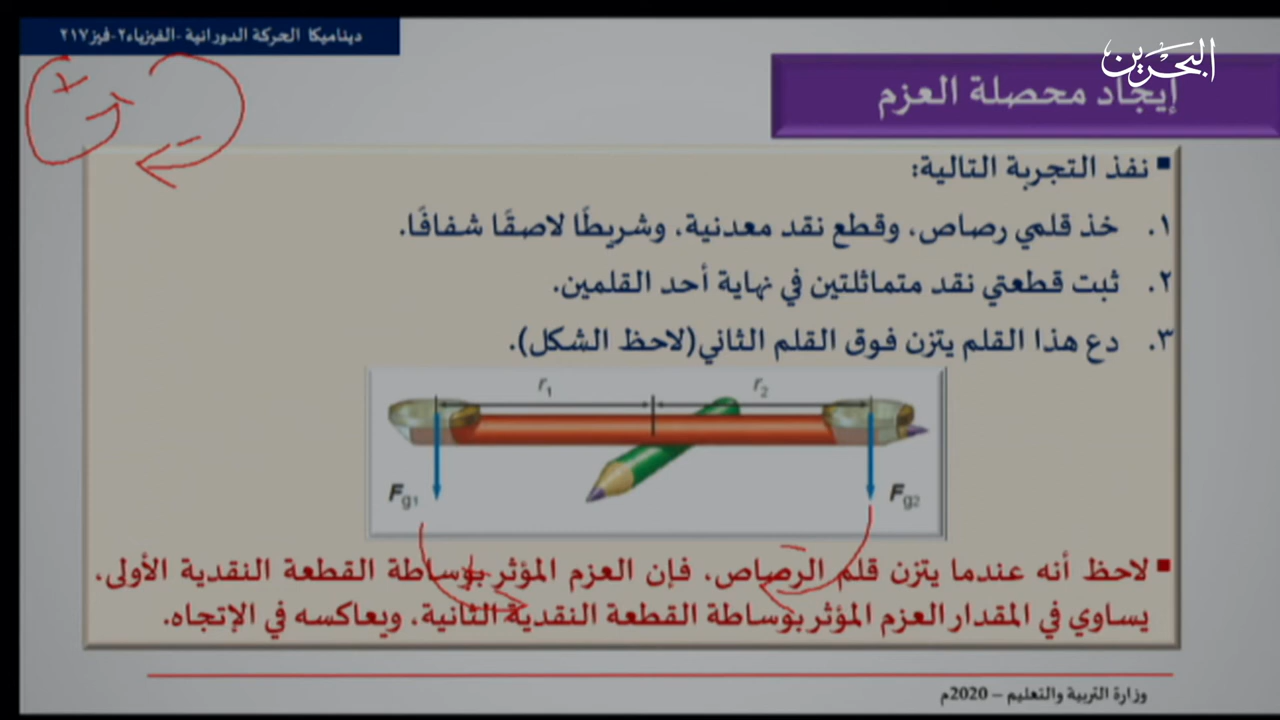 ديناميكا الحركة الدورانية -الفيزياء٢-فيز٢١٧
البحرين
إيجاد محصلة العزم
نفذ التجربة التالية:
١. خذ قلمي رصاص، وقطع نقد معدنية، وشريطًا لاصقًا شفافًا.
٢. ثبت قطعتي نقد متماثلتين في نهاية أحد القلمين.
٣. دع هذا القلم يتزن فوق القلم الثاني(لاحظ الشكل).
r1 r2
Fg1 Fg2
لاحظ أنه عندما يتزن قلم الرصاص، فإن العزم المؤثر بوساطة القطعة النقدية الأولى،
يساوي في المقدار العزم المؤثر بوساطة القطعة النقدية الثانية، ويعاكسه في الإتجاه.
وزارة التربية والتعليم – 2020م